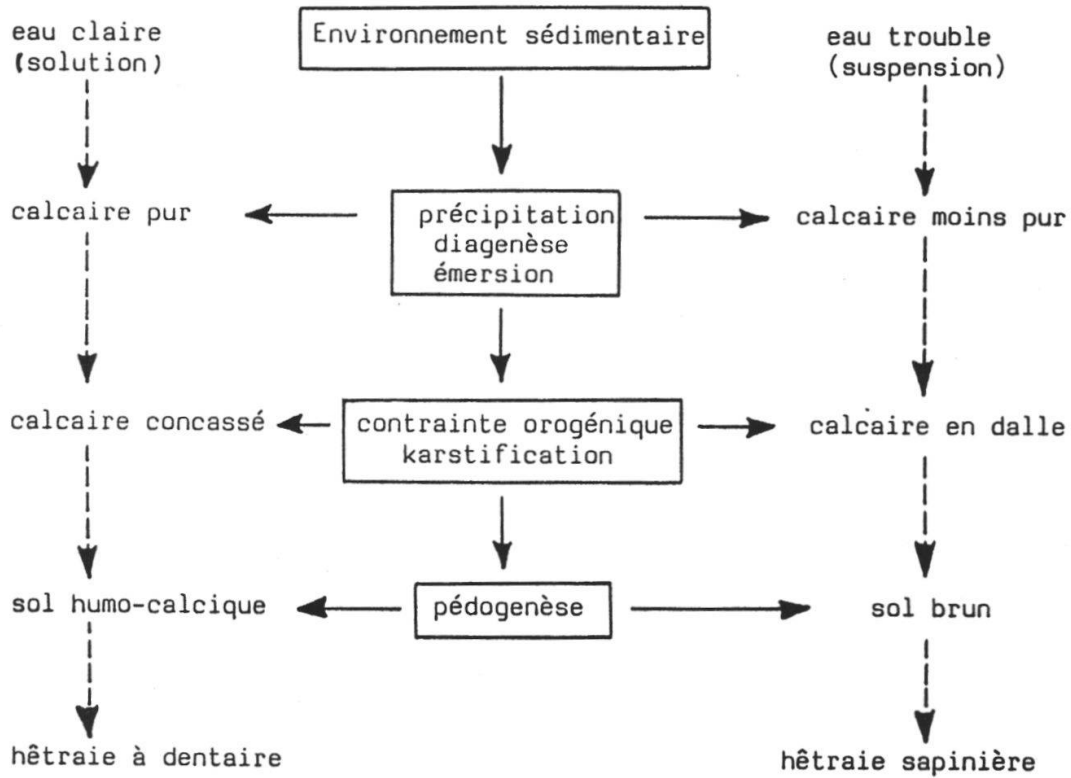 eau claire
(solution)
Environnement sédimentaire
eau trouble
(suspension)
calcaire pur
précipitation
diagenèse
émersion
calcaire moins pur
calcaire concassé
contrainte orogénique
karstification
calcaire en dalle
sol humo-calcique
pédogenèse
sol brun
hêtraie à dentaire
hêtraie sapinière